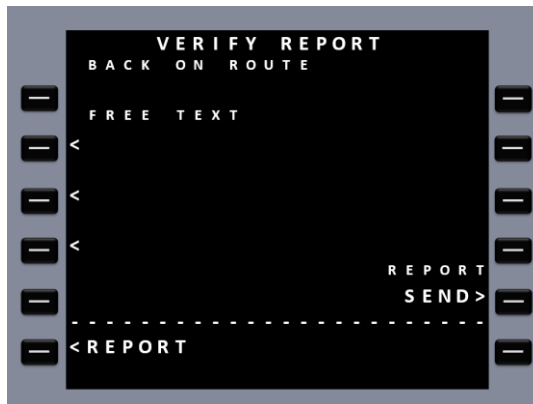 VERIFY REPORT
BACK ON ROUTE
FREE TEXT
<
<
<
REPORT
SEND>
- - - - - - - - - - - - - - - - - - - - - - - -
<REPORT